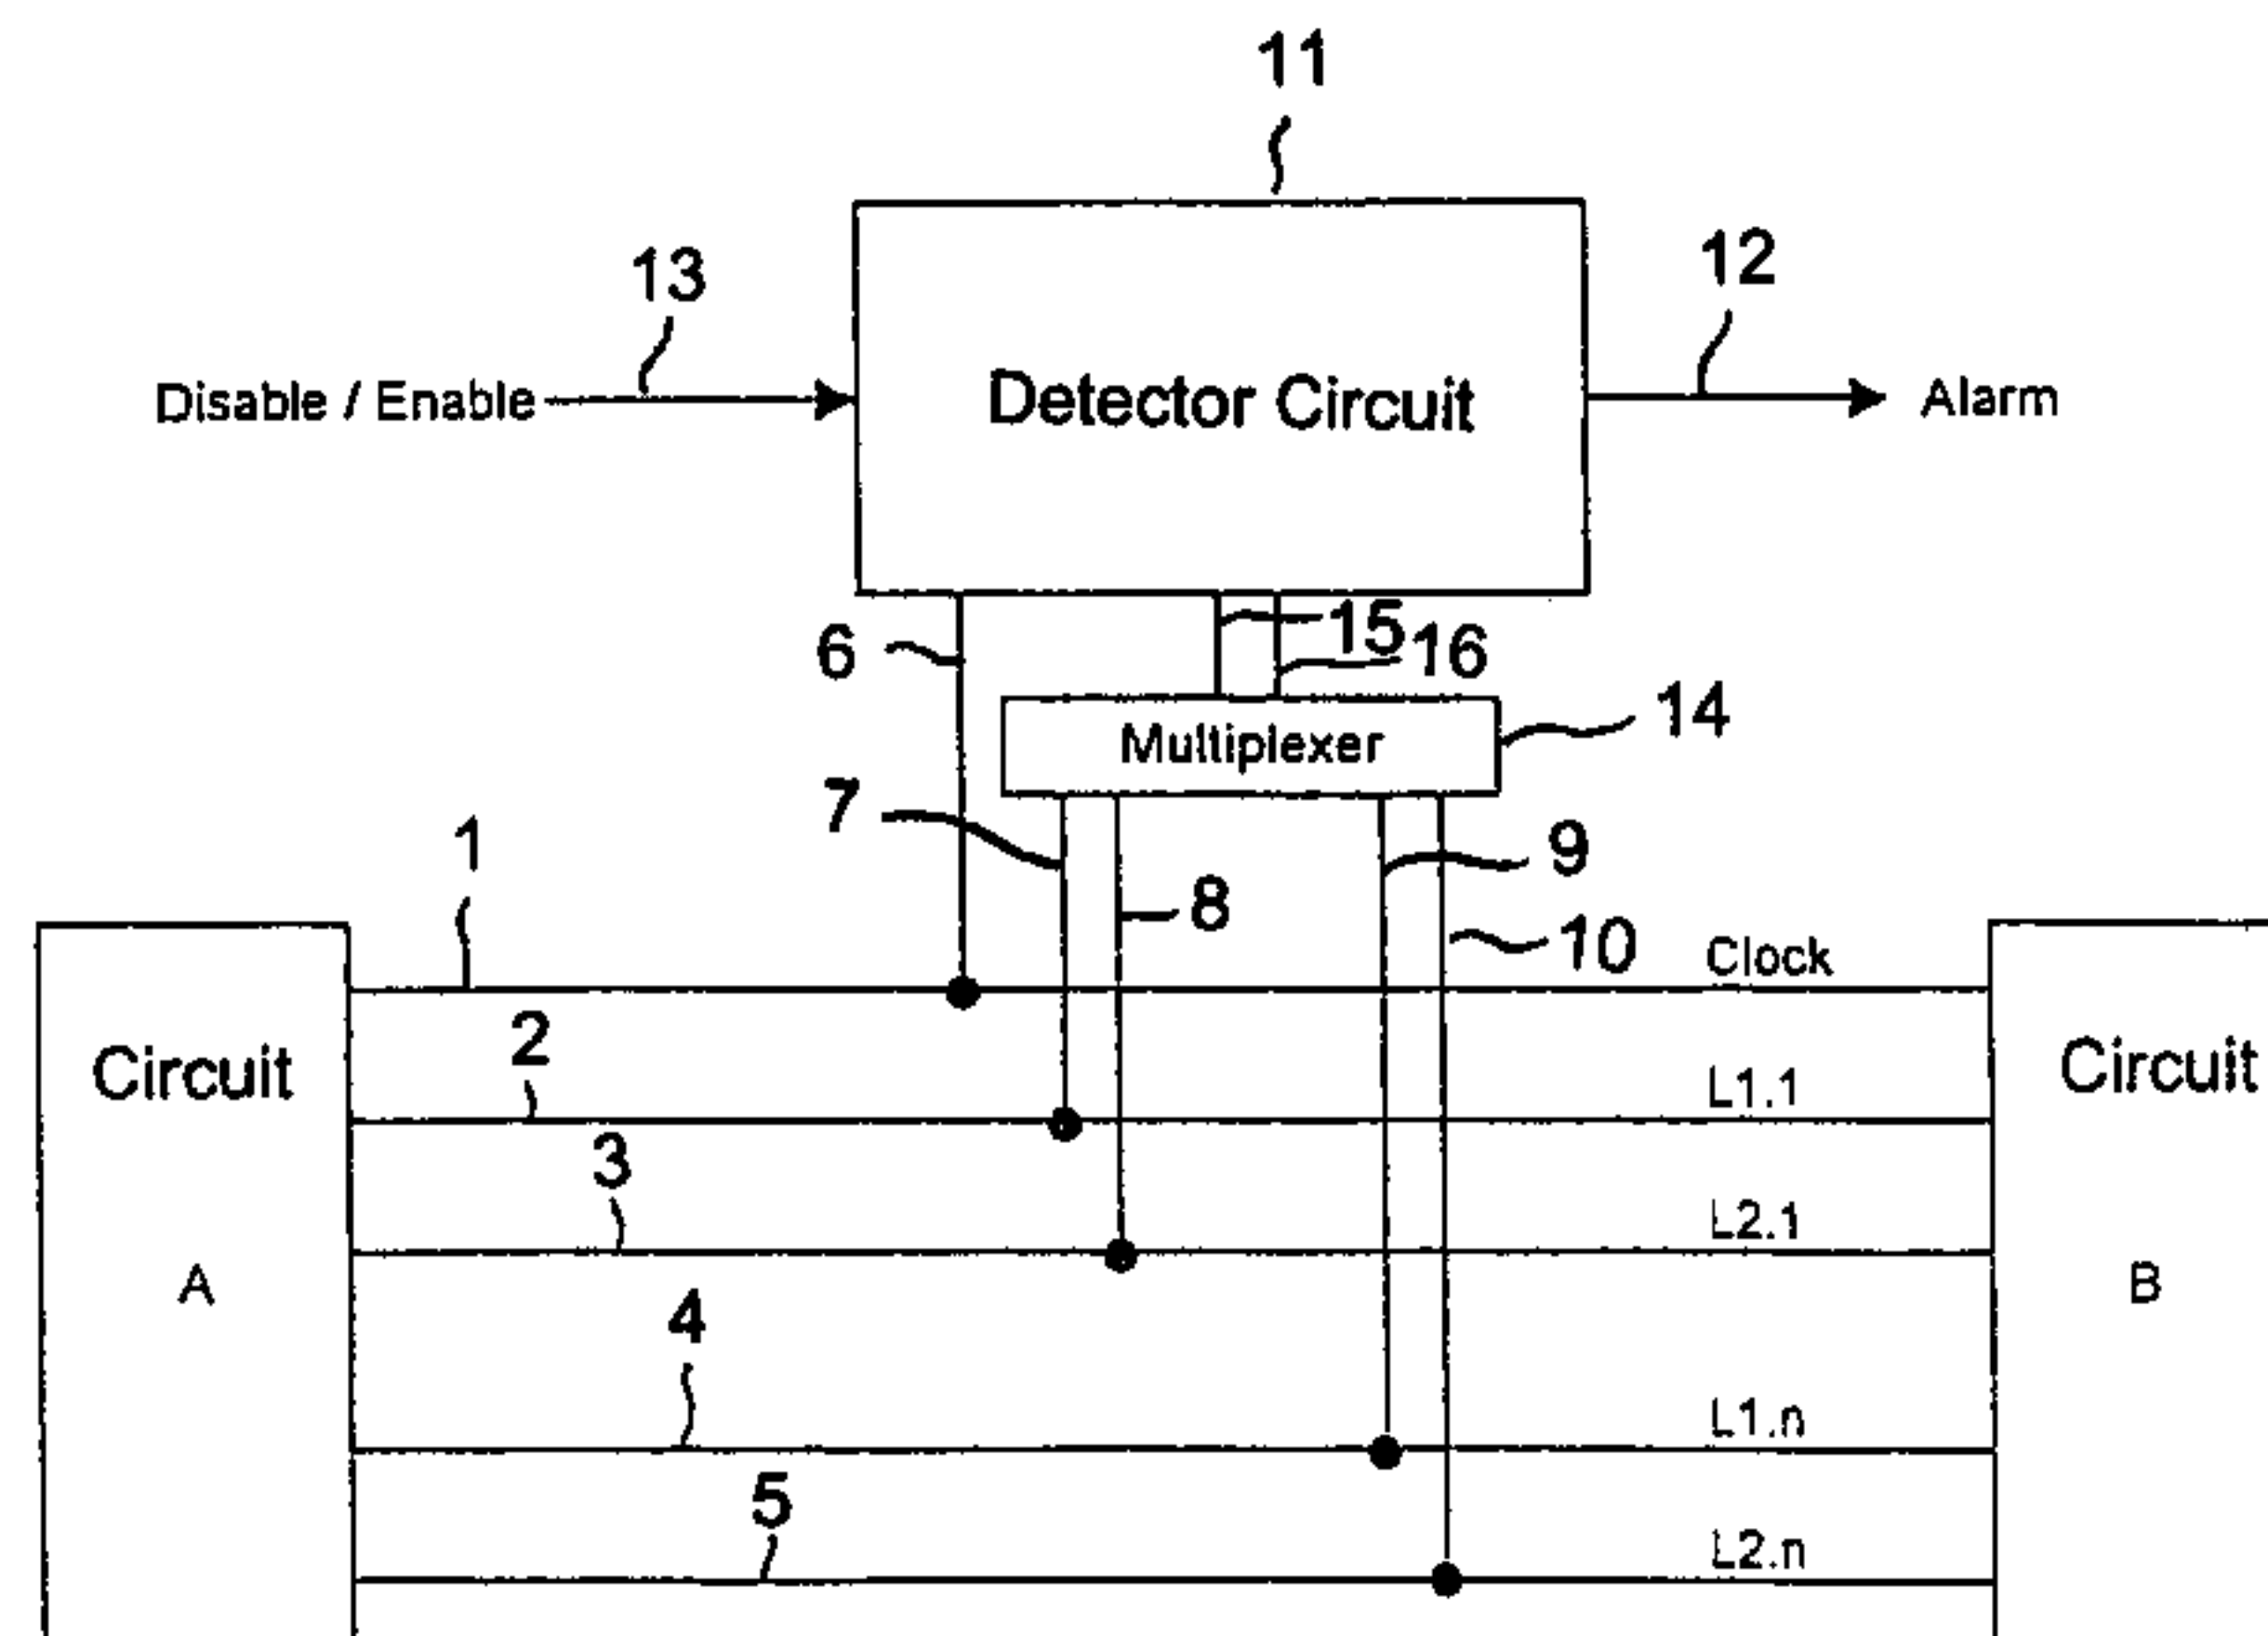 11
13
12
Disable / Enable
Detector Circuit
Alarm
6
15
16
14
Multiplexer
7
1
9
8
10
Clock
Circuit
2
Circuit
L1.1
3
L2.1
A
B
4
L1.n
5
L2.n